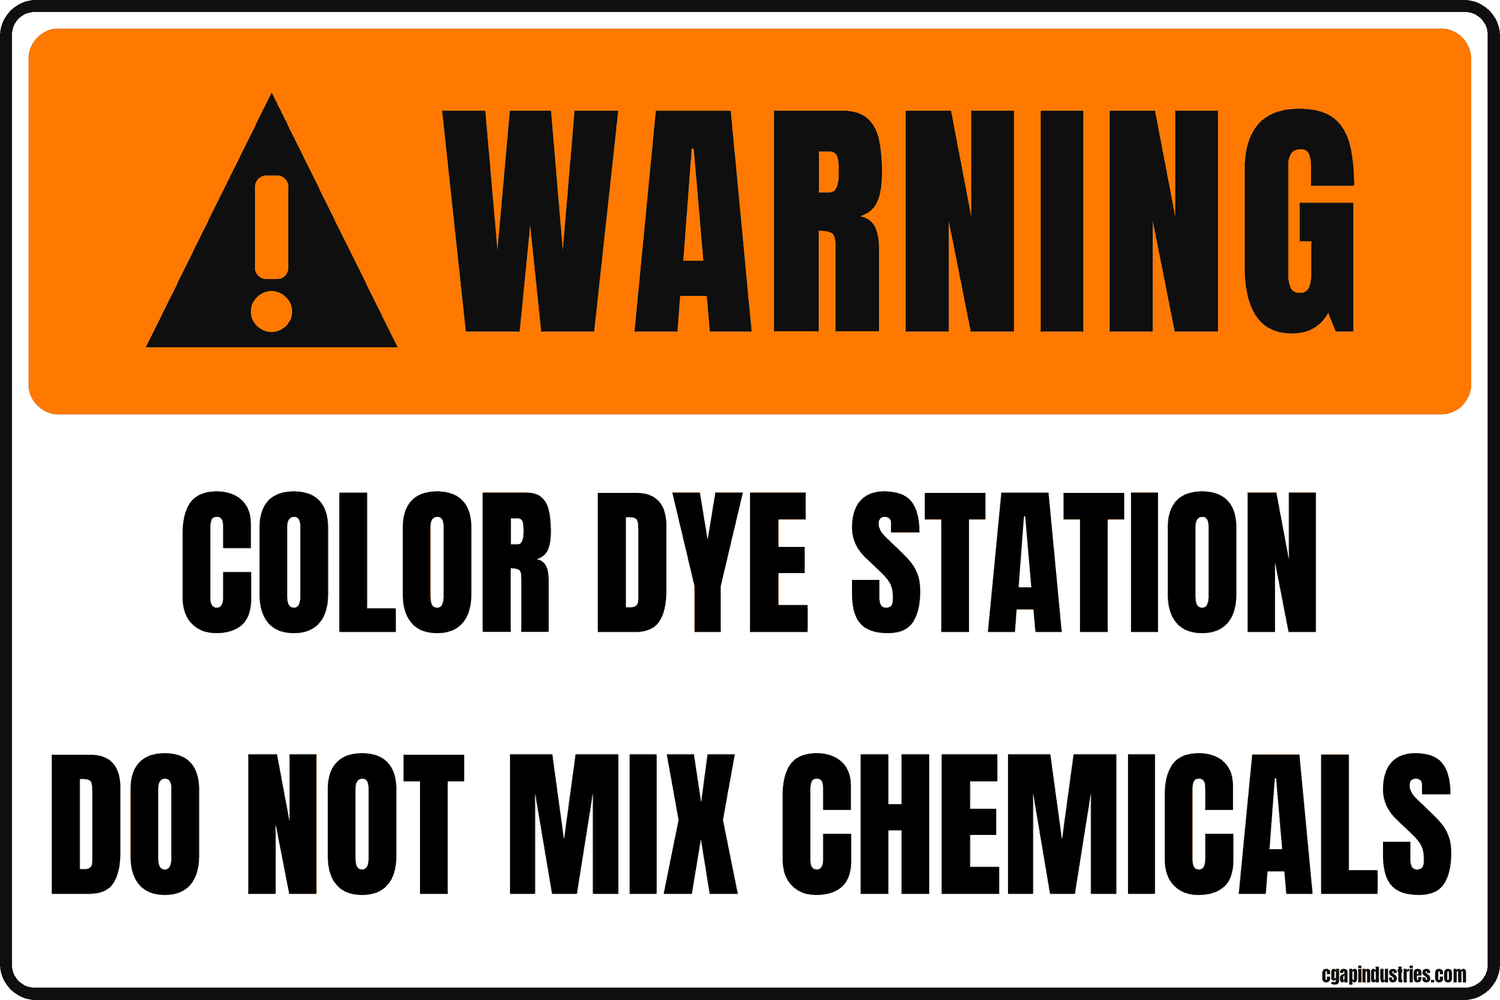 WARNING
COLOR DYE STATION
DO NOT MIX CHEMICALS
cgapindustries.com